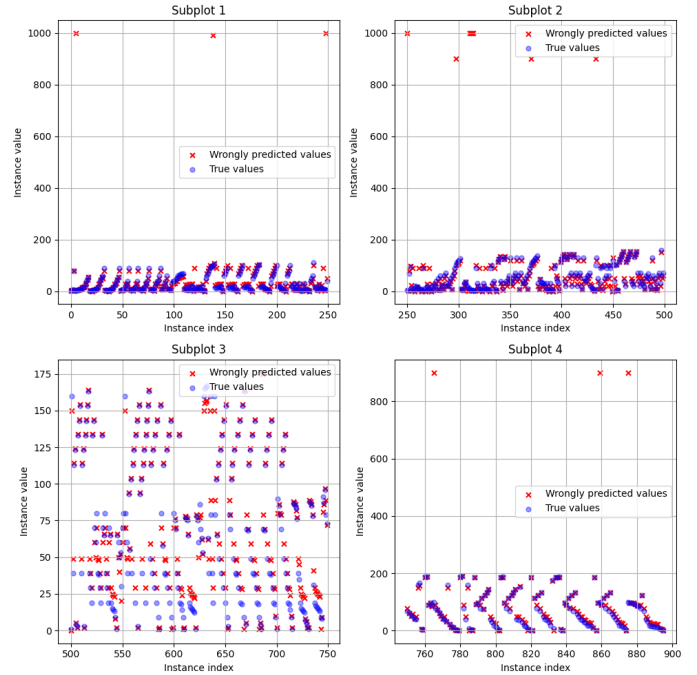 Subplot 1
Instance value
1000
800
600
400
200
0
Wrongly predicted values
True values
0 50 100 150 200 250
Instance index
Subplot 2
Instance value
1000
800
600
400
200
0
Wrongly predicted values
True values
250 300 350 400 450 500
Instance index
Subplot 3
Instance value
175
150
125
100
75
50
25
0
Wrongly predicted values
True values
500 550 600 650 700 750
Instance index
Subplot 4
Instance value
800
600
400
200
0
Wrongly predicted values
True values
760 780 800 820 840 860 880 900
Instance index